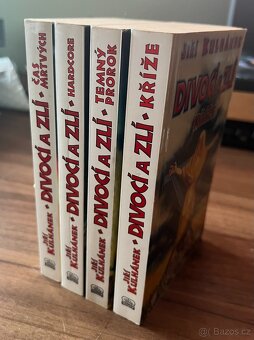 JIŘÍ KULHÁNEK • DIVOCÍ A ZLÍ • ČAS MRTVÝCH
JIŘÍ KULHÁNEK • DIVOCÍ A ZLÍ • HARDCORE
JIŘÍ KULHÁNEK • DIVOCÍ A ZLÍ • TEMNÝ PROROK
JIŘÍ KULHÁNEK • DIVOCÍ A ZLÍ • KŘÍŽE
JIŘÍ KULHÁNEK
DIVOCÍ A ZLÍ
bazos.cz